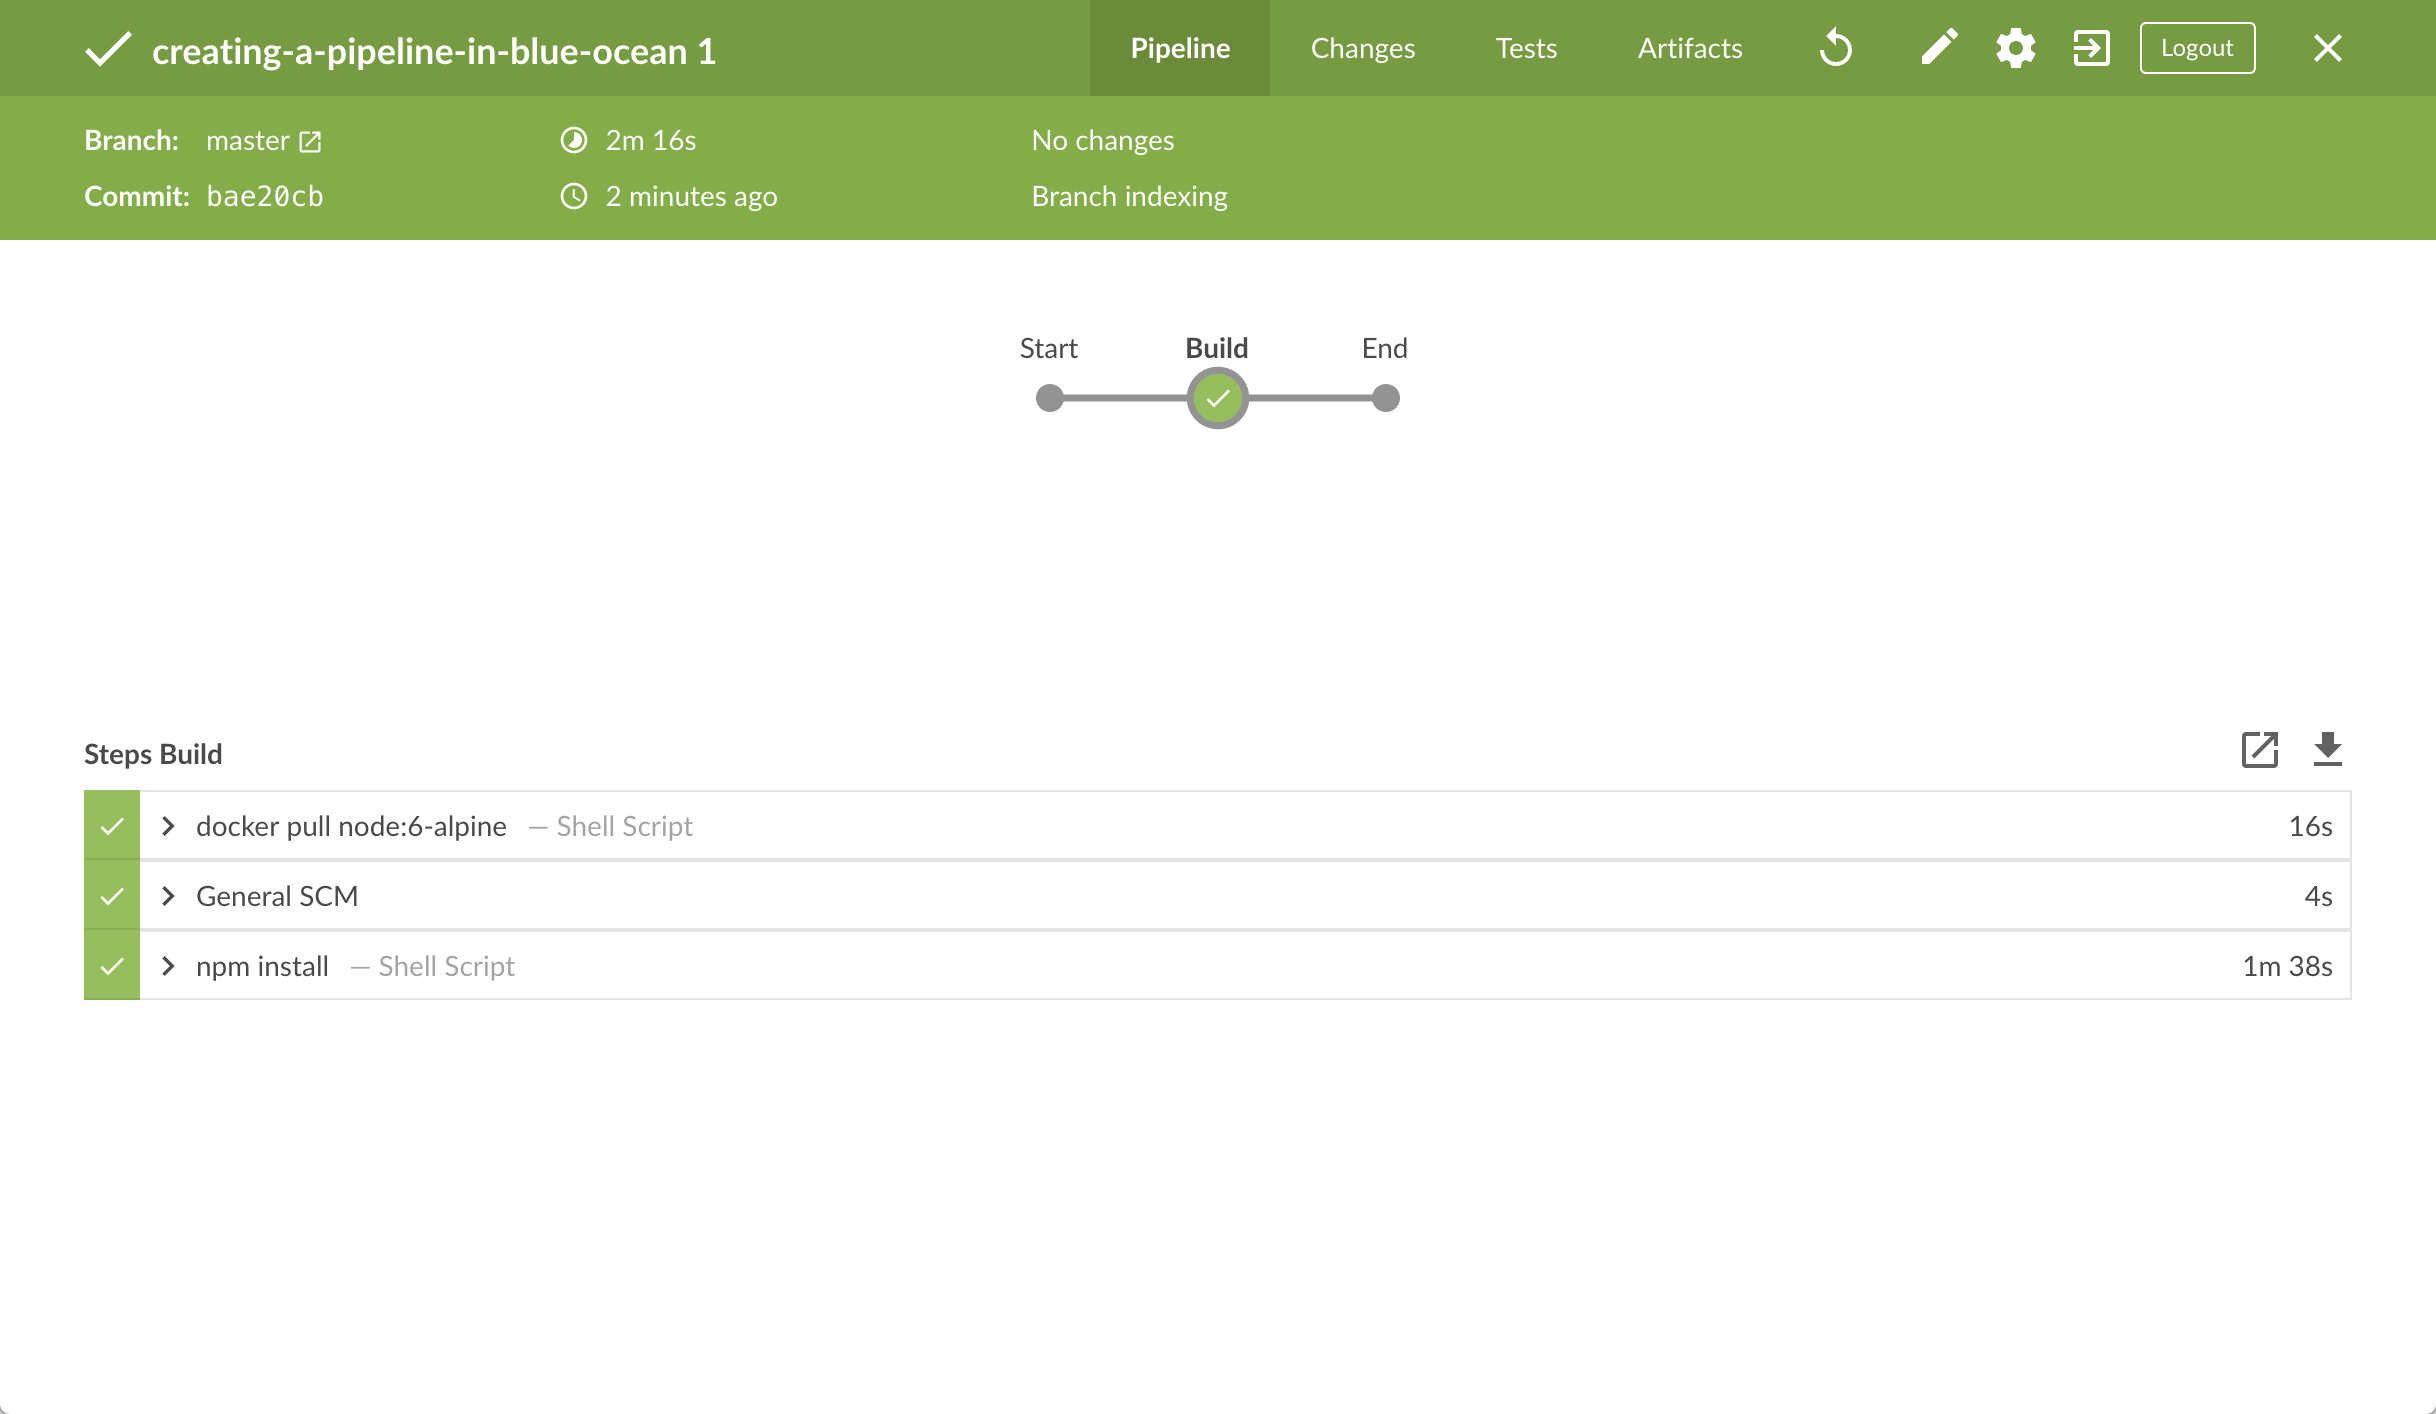 creating-a-pipeline-in-blue-ocean 1
Pipeline Changes Tests Artifacts Logout
Branch: master 2m 16s No changes
Commit: bae20cb 2 minutes ago Branch indexing
Start Build End
Steps Build
docker pull node:6-alpine — Shell Script 16s
General SCM 4s
npm install — Shell Script 1m 38s